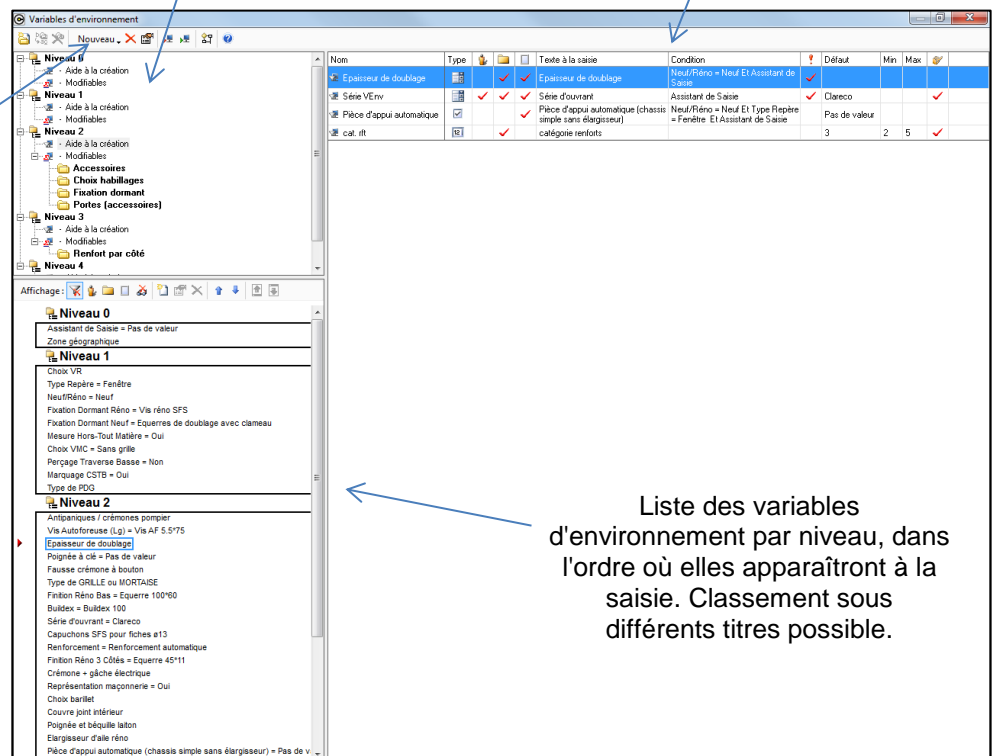 Variables d'environnement
Nouveau
Niveau 0
Aide à la création
Modifiables
Niveau 1
Aide à la création
Modifiables
Niveau 2
Aide à la création
Modifiables
Accessoires
Choix habillages
Fixation dormant
Portes (accessoires)
Niveau 3
Aide à la création
Modifiables
Renfort par côté
Niveau 4
Nom Type Texte à la saisie Condition Défaut Min Max
Epaisseur de doublage Epaisseur de doublage Neuf/Réno = Neuf Et Assistant de Saisie
Série VEnv Série d'ouvrant Assistant de Saisie Clareco
Pièce d'appui automatique Pièce d'appui automatique (chassis simple sans élargisseur) Neuf/Réno = Neuf Et Type Repère = Fenêtre Et Assistant de Saisie Pas de valeur
cat. rft 12 catégorie renforts 3 2 5
Affichage :
Niveau 0
Assistant de Saisie = Pas de valeur
Zone géographique
Niveau 1
Choix VR
Type Repère = Fenêtre
Neuf/Réno = Neuf
Fixation Dormant Réno = Vis réno SFS
Fixation Dormant Neuf = Equerres de doublage avec clameau
Mesure Hors-Tout Matière = Oui
Choix VMC = Sans grille
Perçage Traverse Basse = Non
Marquage CSTB = Oui
Type de PDG
Niveau 2
Antipaniques / crémones pompier
Vis Autoforeuse (Lg) = Vis AF 5.5*75
Epaisseur de doublage
Poignée à clé = Pas de valeur
Fausse crémone à bouton
Type de GRILLE ou MORTAISE
Finition Réno Bas = Equerre 100*60
Buildex = Buildex 100
Série d'ouvrant = Clareco
Capuchons SFS pour fiches ø13
Renforcement = Renforcement automatique
Finition Réno 3 Côtés = Equerre 45*11
Crémone + gâche électrique
Représentation maçonnerie = Oui
Choix barillet
Couvre joint intérieur
Poignée et béquille laiton
Elargisseur d'aile réno
Pièce d'appui automatique (chassis simple sans élargisseur) = Pas de v
Liste des variables
d'environnement par niveau, dans
l'ordre où elles apparaîtront à la
saisie. Classement sous
différents titres possible.